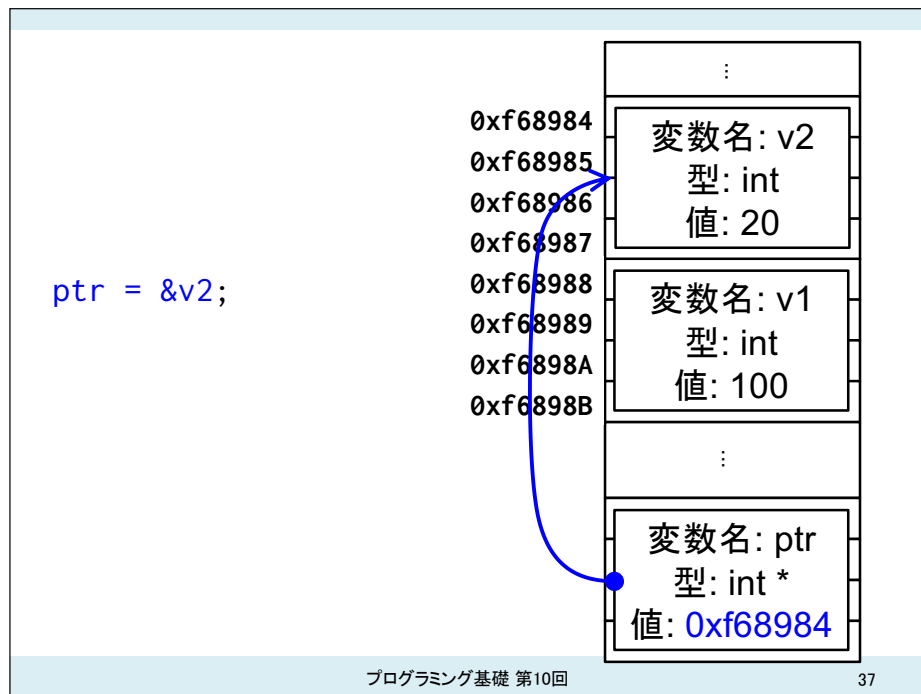 ⋮
0xf68984
0xf68985
0xf68986
0xf68987
変数名: v2
型: int
値: 20
ptr = &v2;
0xf68988
0xf68989
0xf6898A
0xf6898B
変数名: v1
型: int
値: 100
⋮
変数名: ptr
型: int *
値: 0xf68984
プログラミング基礎 第10回
37